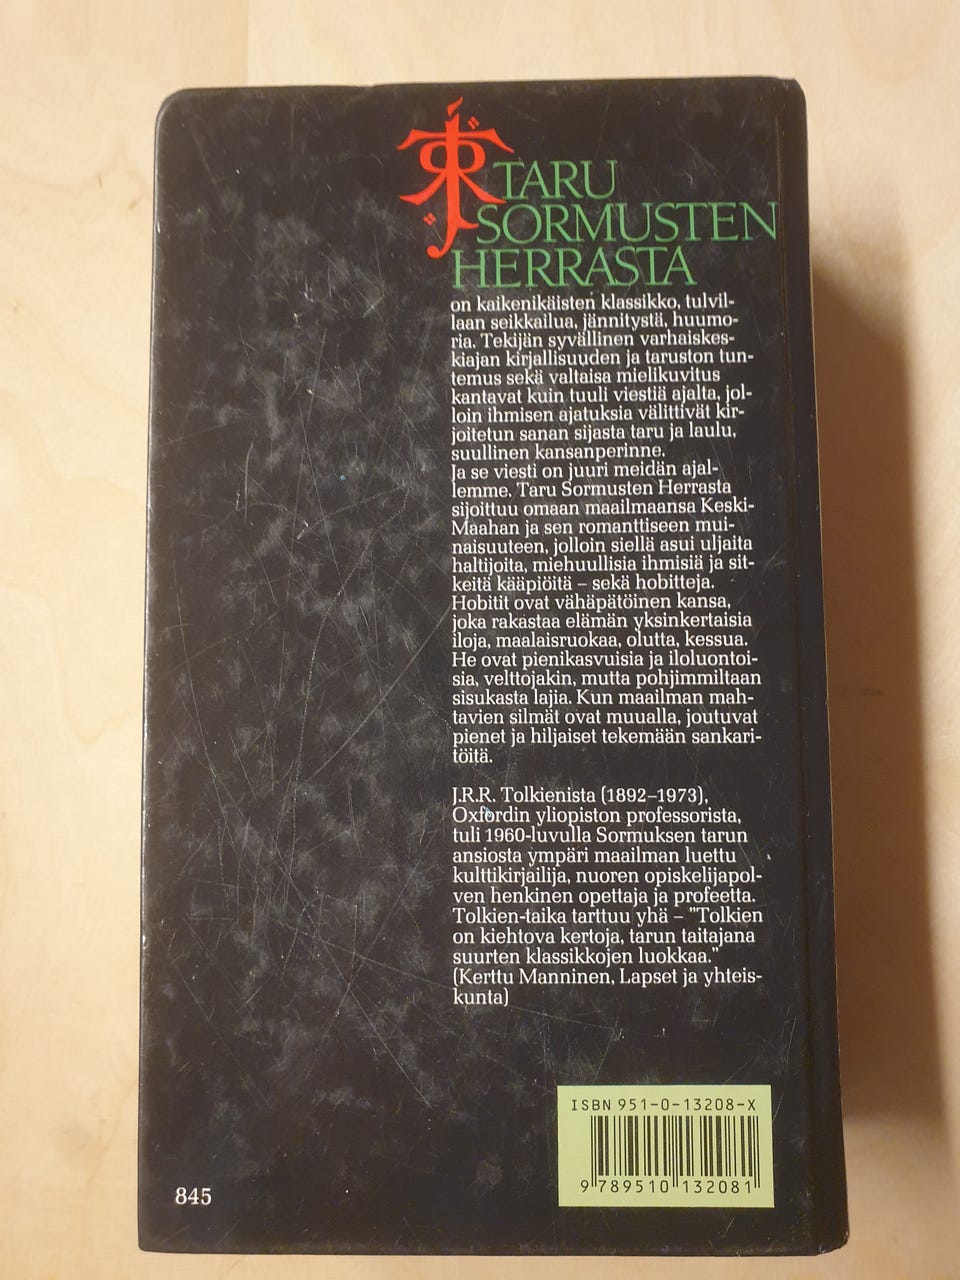 TARU
SORMUSTEN
HERRASTA
on kaikenikäisten klassikko, tulvil-
laan seikkailua, jännitystä, huumo-
ria. Tekijän syvällinen varhaiskes-
kiajan kirjallisuuden ja taruston tun-
temus sekä valtaisa mielikuvitus
kantavat kuin tuuli viestiä ajalta, jol-
loin ihmisen ajatuksia välittivät kir-
joitetun sanan sijasta taru ja laulu,
suullinen kansanperinne.
Ja se viesti on juuri meidän ajal-
lemme. Taru Sormusten Herrasta
sijoittuu omaan maailmaansa Keski-
Maahan ja sen romanttiseen mui-
naisuuteen, jolloin siellä asui uljaita
haltijoita, miehuullisia ihmisiä ja sit-
keitä kääpiöitä – sekä hobitteja.
Hobitit ovat vähäpätöinen kansa,
joka rakastaa elämän yksinkertaisia
iloja, maalaisruokaa, olutta, kessua.
He ovat pienikasvuisia ja iloluontoi-
sia, velttojakin, mutta pohjimmiltaan
sisukasta lajia. Kun maailman mah-
tavien silmät ovat muualla, joutuvat
pienet ja hiljaiset tekemään sankari-
töitä.
J.R.R. Tolkienista (1892–1973),
Oxfordin yliopiston professorista,
tuli 1960-luvulla Sormuksen tarun
ansiosta ympäri maailman luettu
kulttikirjailija, nuoren opiskelijapol-
ven henkinen opettaja ja profeetta.
Tolkien-taika tarttuu yhä – "Tolkien
on kiehtova kertoja, tarun taitajana
suurten klassikkojen luokkaa."
(Kerttu Manninen, Lapset ja yhteis-
kunta)
ISBN 951-0-13208-X
9 789510 132081
845